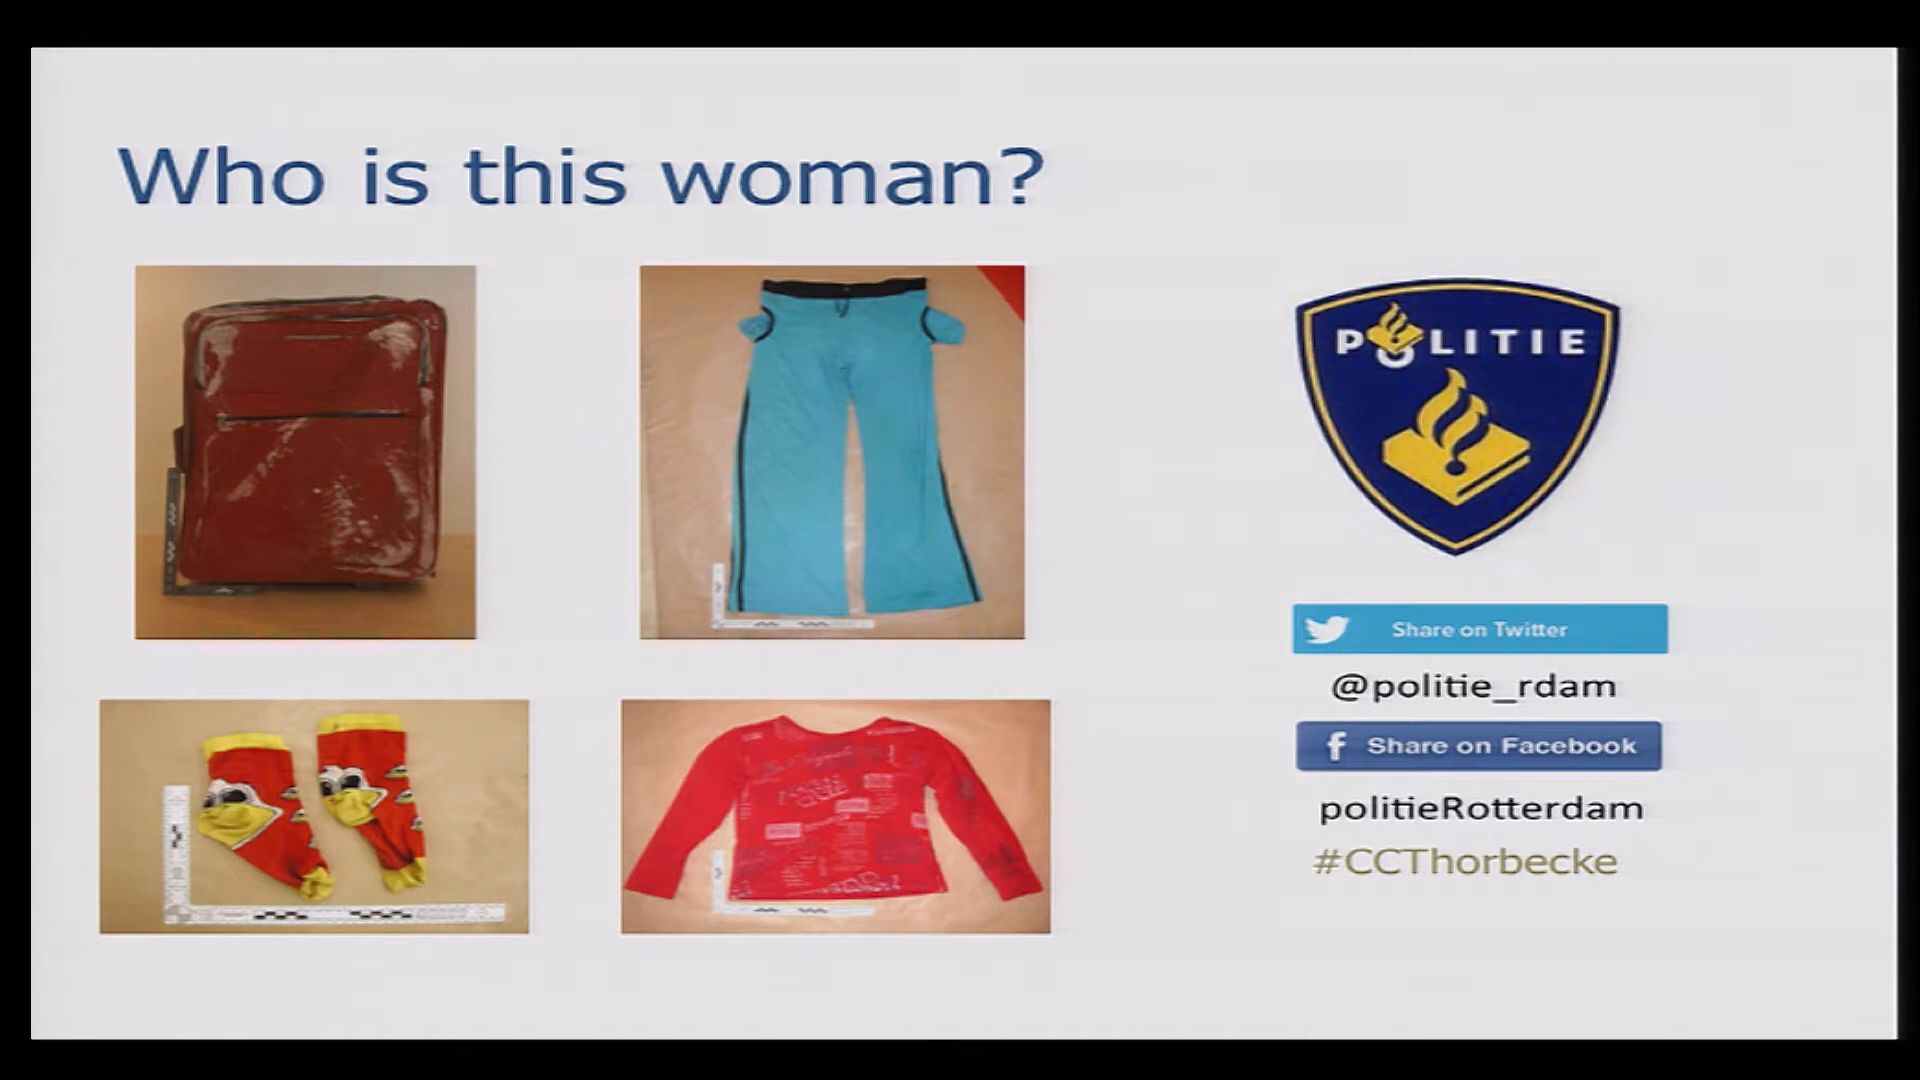 Who is this woman?
POLITIE
Share on Twitter
@politie_rdam
f Share on Facebook
politieRotterdam
#CCThorbecke